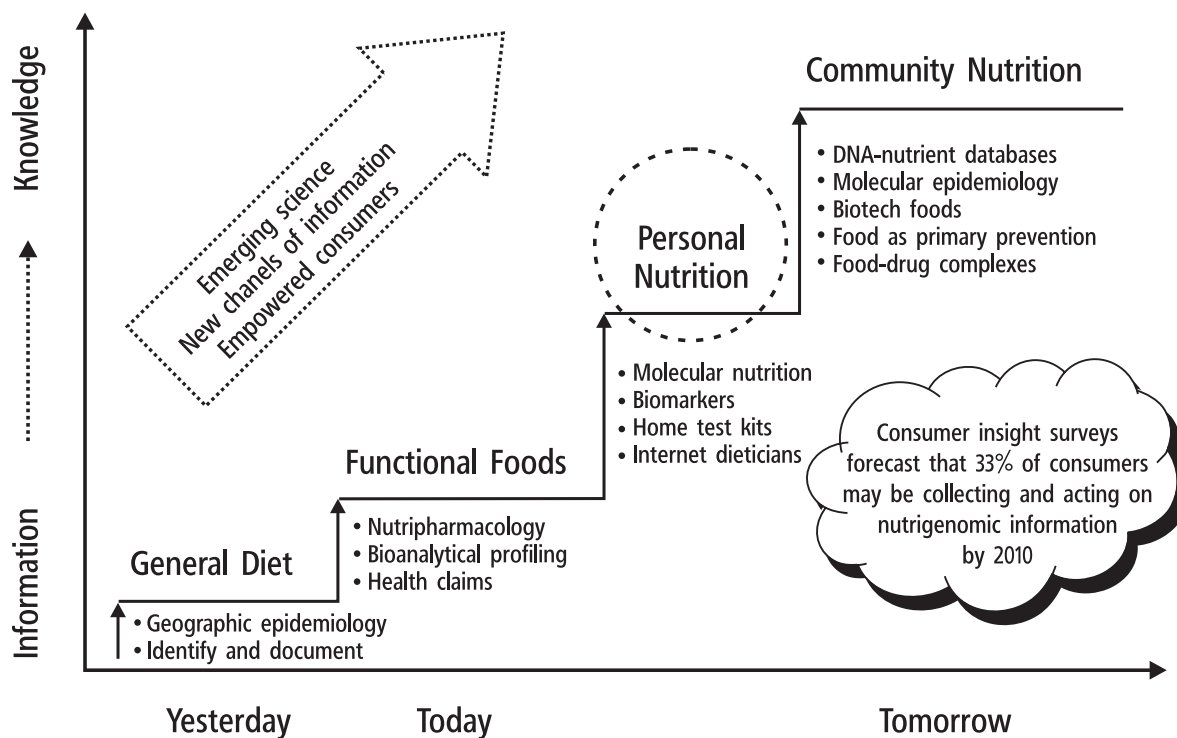 Knowledge
Information
Emerging science
New chanels of information
Empowered consumers
Community Nutrition
• DNA-nutrient databases
• Molecular epidemiology
• Biotech foods
• Food as primary prevention
• Food-drug complexes
Personal
Nutrition
• Molecular nutrition
• Biomarkers
• Home test kits
• Internet dieticians
Functional Foods
• Nutripharmacology
• Bioanalytical profiling
• Health claims
General Diet
• Geographic epidemiology
• Identify and document
Consumer insight surveys
forecast that 33% of consumers
may be collecting and acting on
nutrigenomic information
by 2010
Yesterday
Today
Tomorrow